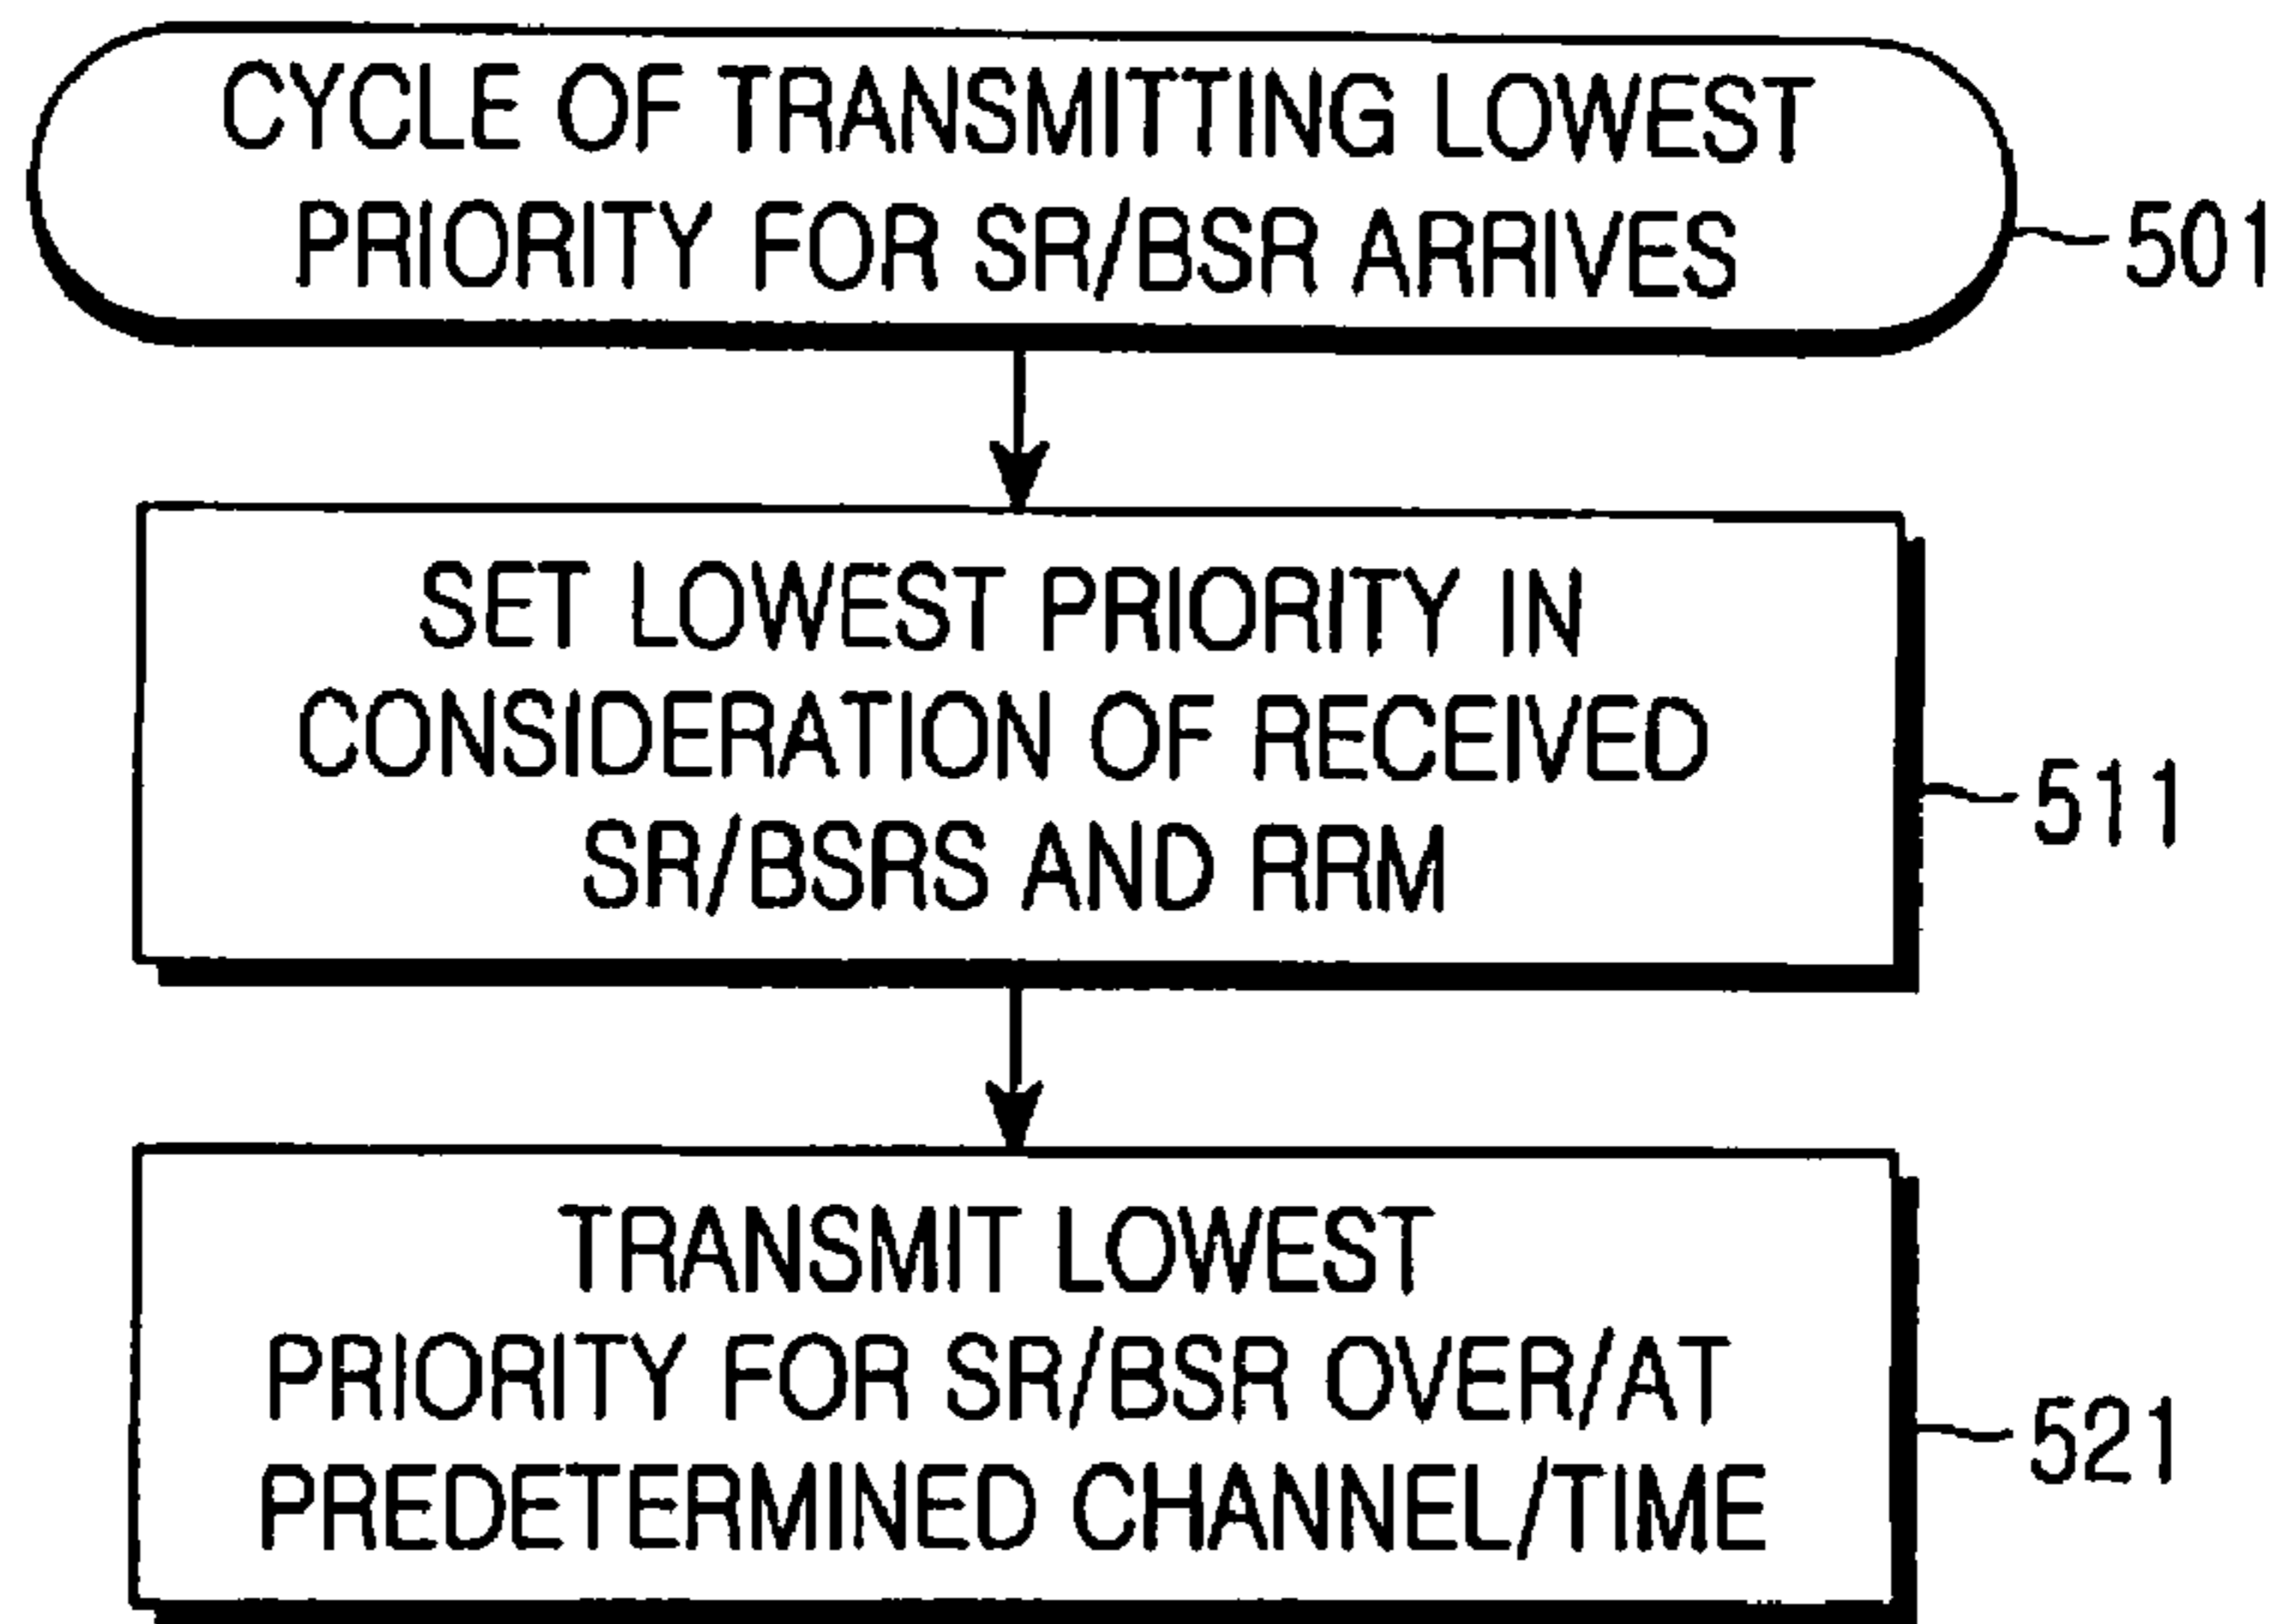 CYCLE OF TRANSMITTING LOWEST
PRIORITY FOR SR/BSR ARRIVES
501
SET LOWEST PRIORITY IN
CONSIDERATION OF RECEIVED
SR/BSRS AND RRM
511
TRANSMIT LOWEST
PRIORITY FOR SR/BSR OVER/AT
PREDETERMINED CHANNEL/TIME
521